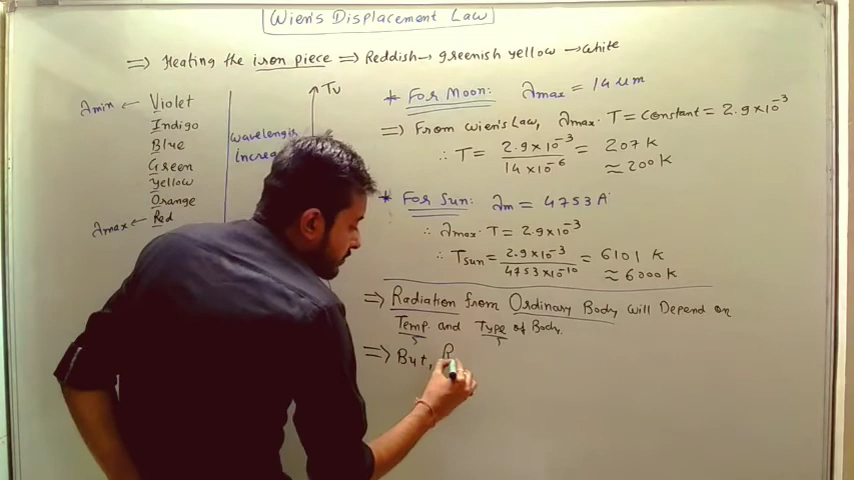 Wien's Displacement Law
⇒ Heating the iron piece ⇒ Reddish → greenish yellow → white
λmin ← Violet
Indigo
Blue
Green
Yellow
Orange
λmax ← Red
wavelength
Increas
↑ Tν
* For Moon: λmax = 14 μm
⇒ From Wien's Law, λmax. T = Constant = 2.9×10⁻³
∴ T = 2.9×10⁻³ / 14×10⁻⁶ = 207 K
≈ 200 K
* For Sun: λm = 4753 A°
∴ λmax. T = 2.9×10⁻³
∴ Tsun = 2.9×10⁻³ / 4753×10⁻¹⁰ = 6101 K
≈ 6000 K
⇒ Radiation from Ordinary Body will Depend on
Temp. and Type of Body.
⇒ But, R